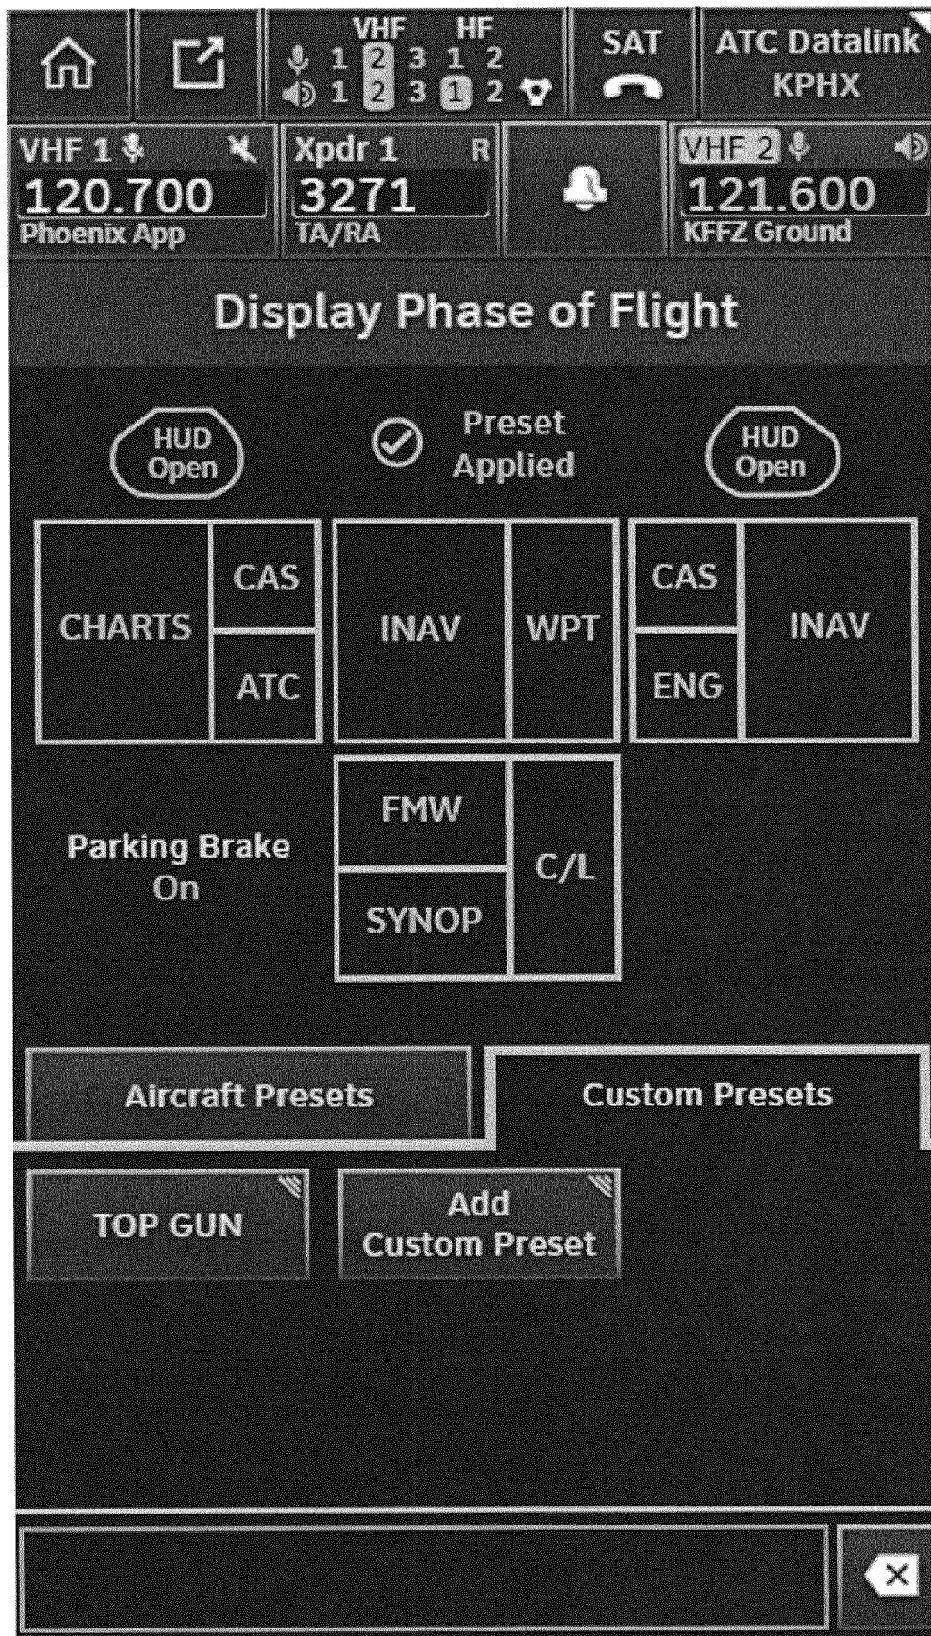 VHF HF
1 2 3 1 2
1 2 3 1 2
SAT
ATC Datalink
KPHX
VHF 1
120.700
Phoenix App
Xpdr 1 R
3271
TA/RA
VHF 2
121.600
KFFZ Ground
Display Phase of Flight
HUD
Open
Preset
Applied
HUD
Open
CHARTS
CAS
ATC
INAV
WPT
CAS
ENG
INAV
Parking Brake
On
FMW
SYNOP
C/L
Aircraft Presets
Custom Presets
TOP GUN
Add
Custom Preset